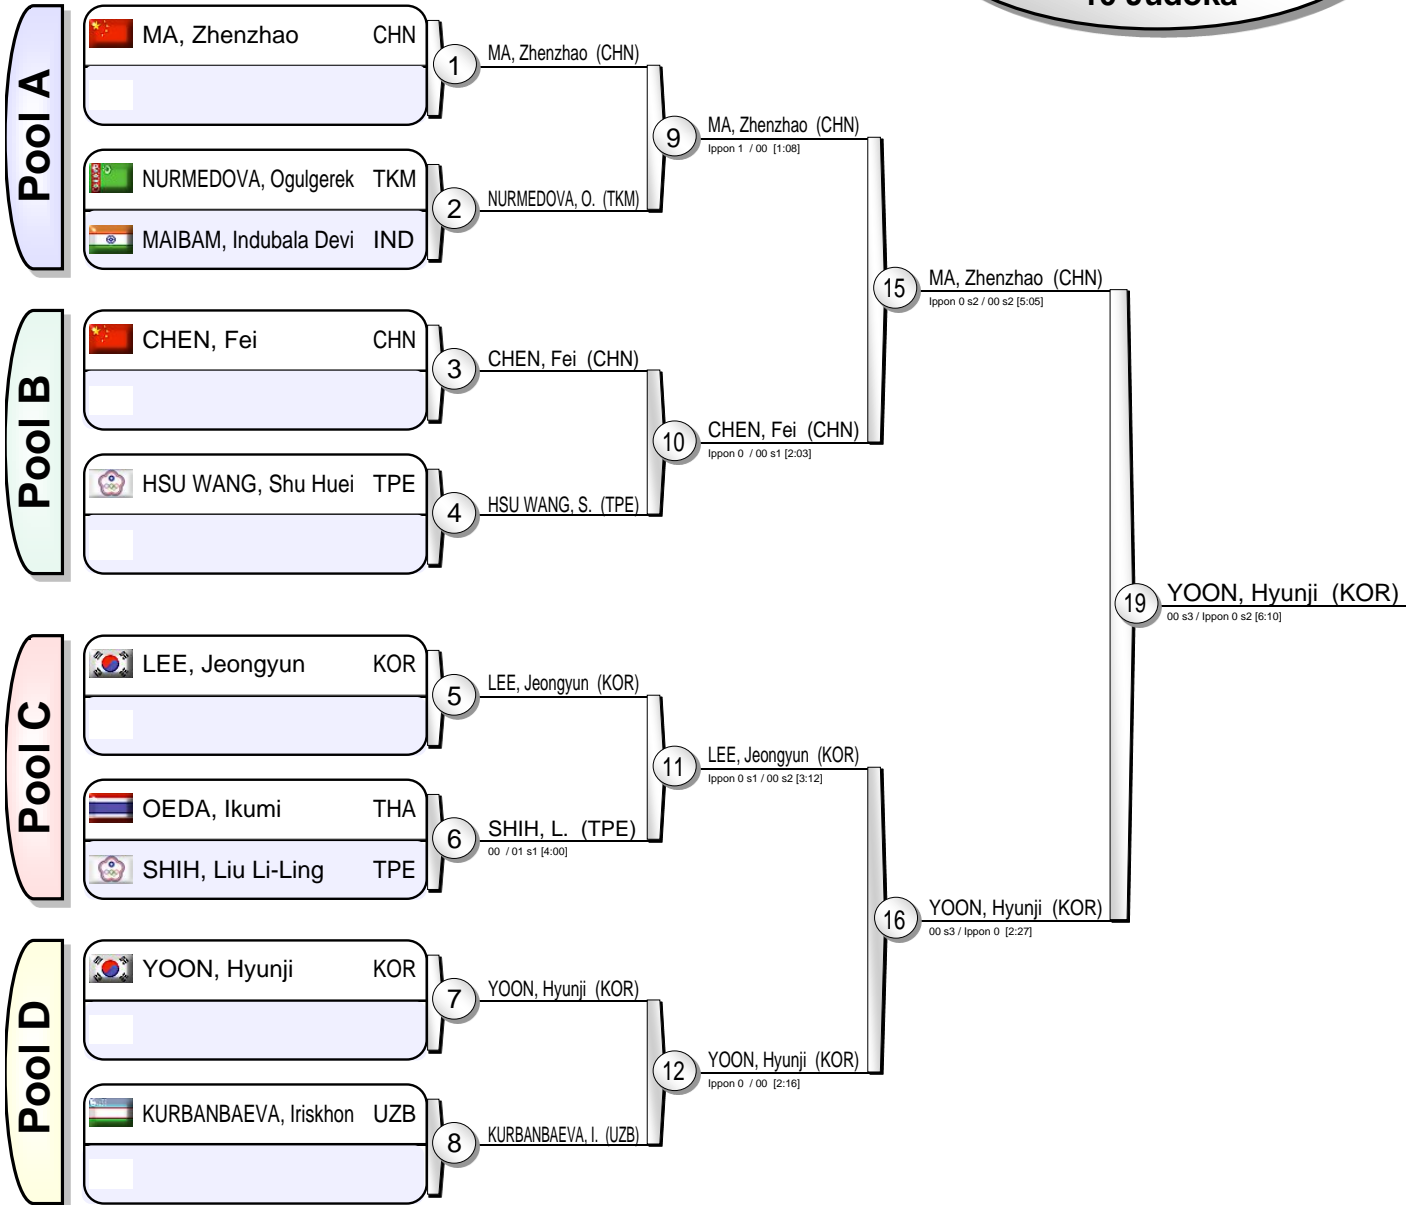 10 Judoka
Pool A
MA, Zhenzhao CHN
NURMEDOVA, Ogulgerek TKM
MAIBAM, Indubala Devi IND
1
MA, Zhenzhao (CHN)
2
NURMEDOVA, O. (TKM)
9
MA, Zhenzhao (CHN)
Ippon 1 / 00 [1:08]
Pool B
CHEN, Fei CHN
HSU WANG, Shu Huei TPE
3
CHEN, Fei (CHN)
4
HSU WANG, S. (TPE)
10
CHEN, Fei (CHN)
Ippon 0 / 00 s1 [2:03]
15
MA, Zhenzhao (CHN)
Ippon 0 s2 / 00 s2 [5:05]
Pool C
LEE, Jeongyun KOR
OEDA, Ikumi THA
SHIH, Liu Li-Ling TPE
5
LEE, Jeongyun (KOR)
6
SHIH, L. (TPE)
00 / 01 s1 [4:00]
11
LEE, Jeongyun (KOR)
Ippon 0 s1 / 00 s2 [3:12]
Pool D
YOON, Hyunji KOR
KURBANBAEVA, Iriskhon UZB
7
YOON, Hyunji (KOR)
8
KURBANBAEVA, I. (UZB)
12
YOON, Hyunji (KOR)
Ippon 0 / 00 [2:16]
16
YOON, Hyunji (KOR)
00 s3 / Ippon 0 [2:27]
19
YOON, Hyunji (KOR)
00 s3 / Ippon 0 s2 [6:10]